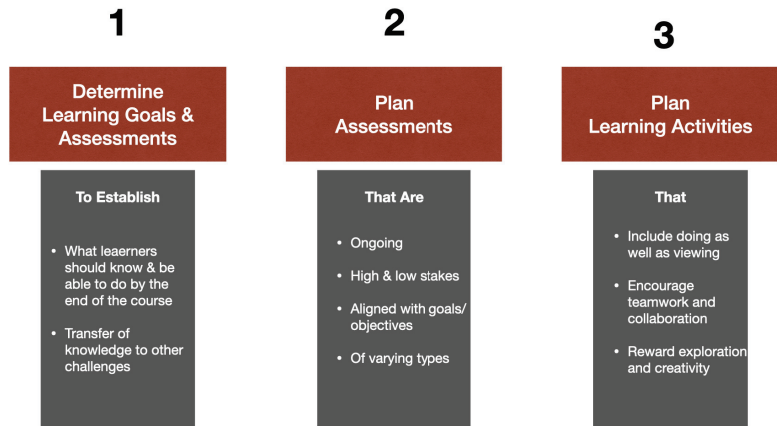 1
Determine
Learning Goals &
Assessments
To Establish
• What leaerners
should know & be
able to do by the
end of the course
• Transfer of
knowledge to other
challenges
2
Plan
Assessments
That Are
• Ongoing
• High & low stakes
• Aligned with goals/
objectives
• Of varying types
3
Plan
Learning Activities
That
• Include doing as
well as viewing
• Encourage
teamwork and
collaboration
• Reward exploration
and creativity